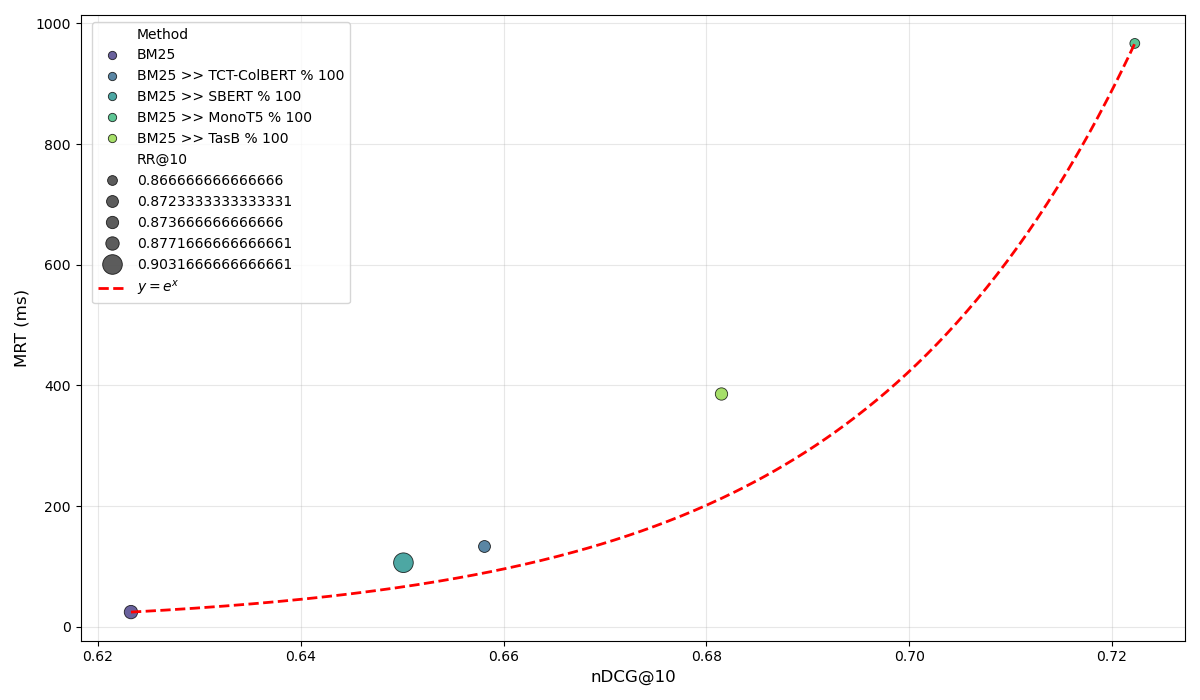 1000
800
600
400
200
0
MRT (ms)
Method
BM25
BM25 >> TCT-ColBERT % 100
BM25 >> SBERT % 100
BM25 >> MonoT5 % 100
BM25 >> TasB % 100
RR@10
0.866666666666666
0.8723333333333331
0.873666666666666
0.8771666666666661
0.9031666666666661
y = e^x
0.62
0.64
0.66
0.68
0.70
0.72
nDCG@10